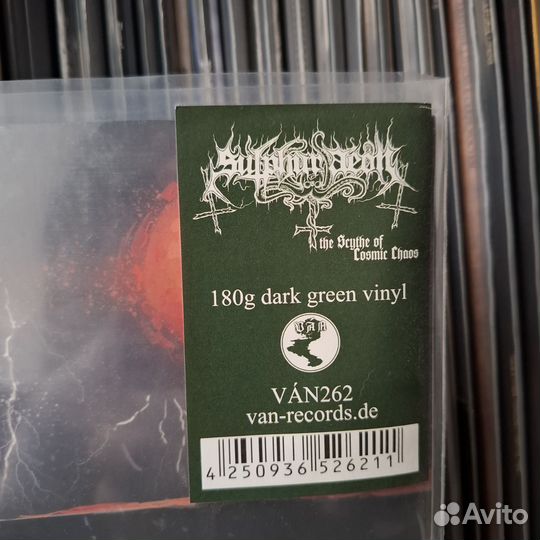 Sulphur Aeon
the Scythe of
Cosmic Chaos
180g dark green vinyl
VÁN
VÁN262
van-records.de
4 250936 526211
Avito